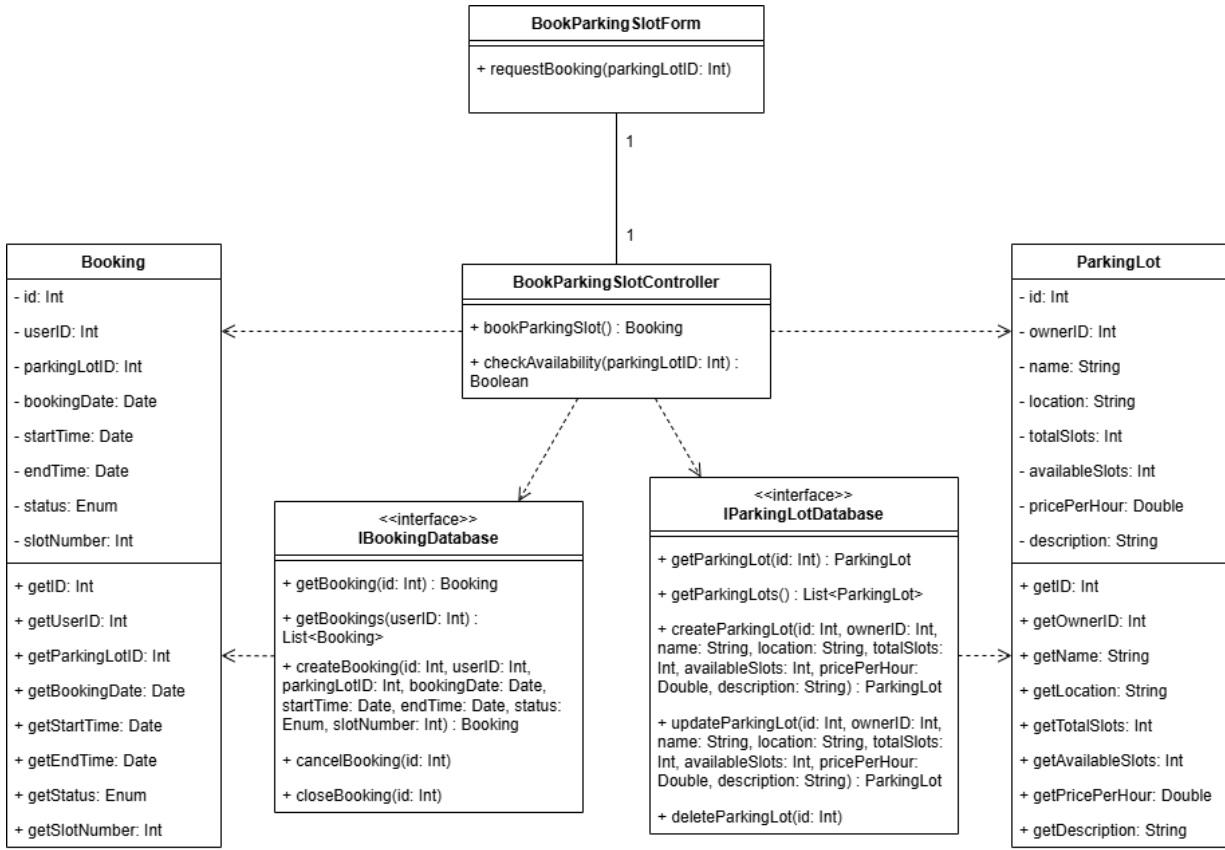 BookParkingSlotForm
+ requestBooking(parkingLotID: Int)
1
1
Booking
- id: Int
- userID: Int
- parkingLotID: Int
- bookingDate: Date
- startTime: Date
- endTime: Date
- status: Enum
- slotNumber: Int
+ getID: Int
+ getUserID: Int
+ getParkingLotID: Int
+ getBookingDate: Date
+ getStartTime: Date
+ getEndTime: Date
+ getStatus: Enum
+ getSlotNumber: Int
BookParkingSlotController
+ bookParkingSlot() : Booking
+ checkAvailability(parkingLotID: Int) :
Boolean
<<interface>>
IBookingDatabase
+ getBooking(id: Int) : Booking
+ getBookings(userID: Int) :
List<Booking>
+ createBooking(id: Int, userID: Int,
parkingLotID: Int, bookingDate: Date,
startTime: Date, endTime: Date, status:
Enum, slotNumber: Int) : Booking
+ cancelBooking(id: Int)
+ closeBooking(id: Int)
<<interface>>
IParkingLotDatabase
+ getParkingLot(id: Int) : ParkingLot
+ getParkingLots() : List<ParkingLot>
+ createParkingLot(id: Int, ownerID: Int,
name: String, location: String, totalSlots:
Int, availableSlots: Int, pricePerHour:
Double, description: String) : ParkingLot
+ updateParkingLot(id: Int, ownerID: Int,
name: String, location: String, totalSlots:
Int, availableSlots: Int, pricePerHour:
Double, description: String) : ParkingLot
+ deleteParkingLot(id: Int)
ParkingLot
- id: Int
- ownerID: Int
- name: String
- location: String
- totalSlots: Int
- availableSlots: Int
- pricePerHour: Double
- description: String
+ getID: Int
+ getOwnerID: Int
+ getName: String
+ getLocation: String
+ getTotalSlots: Int
+ getAvailableSlots: Int
+ getPricePerHour: Double
+ getDescription: String